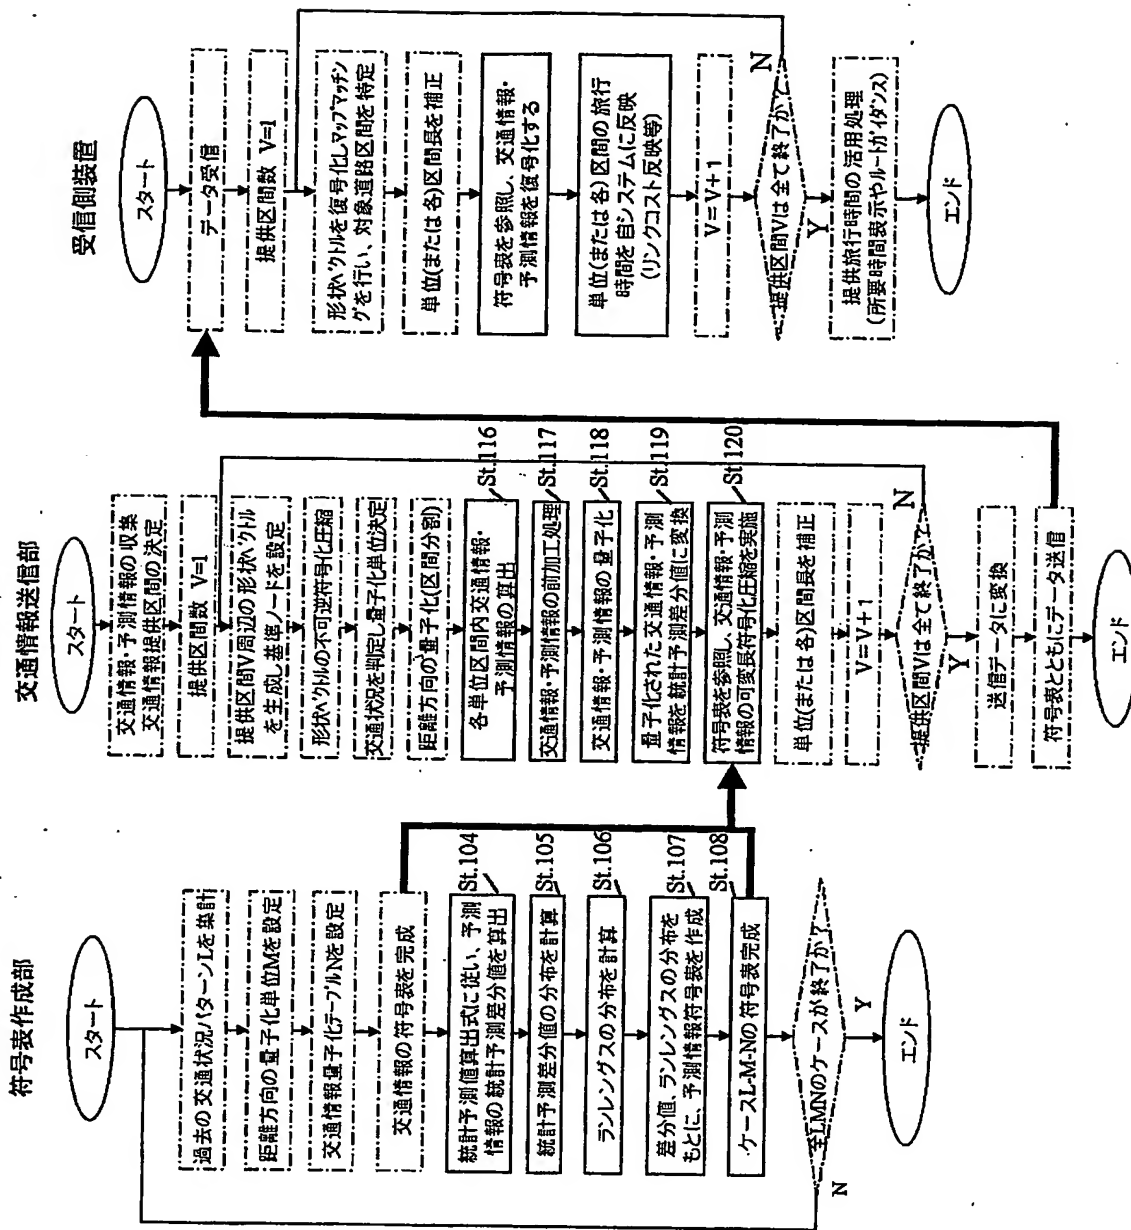 符号表作成部
スタート
過去の交通状況パターンLを集計
距離方向の量子化単位Mを設定
交通情報量子化テーブルNを設定
交通情報の符号表を完成
統計予測値算出式に従い、予測
情報の統計予測差分値を算出
St.104
統計予測差分値の分布を計算
St.105
ランレングスの分布を計算
St.106
差分値、ランレングスの分布を
もとに、予測情報符号表を作成
St.107
ケースL-M-Nの符号表完成
St.108
全LMNのケースが終了か?
N
Y
エンド
交通情報送信部
スタート
交通情報・予測情報の収集
交通情報提供区間の決定
提供区間数 V=1
提供区間V周辺の形状ベクトル
を生成し基準ノードを設定
形状ベクトルの不可逆符号化圧縮
交通状況を判定し量子化単位決定
距離方向の量子化(区間分割)
各単位区間内交通情報・
予測情報の算出
St.116
交通情報・予測情報の前加工処理
St.117
交通情報・予測情報の量子化
St.118
量子化された交通情報・予測
情報を統計予測差分値に変換
St.119
符号表を参照し、交通情報・予測
情報の可変長符号化圧縮を実施
St.120
単位(または各)区間長を補正
V=V+1
提供区間Vは全て終了か?
N
Y
送信データに変換
符号表とともにデータ送信
エンド
受信側装置
スタート
データ受信
提供区間数 V=1
形状ベクトルを復号化しマップマッチン
グを行い、対象道路区間を特定
単位(または各)区間長を補正
符号表を参照し、交通情報・
予測情報を復号化する
単位(または各)区間の旅行
時間を自システムに反映
(リンクコスト反映等)
V=V+1
提供区間Vは全て終了か?
N
Y
提供旅行時間の活用処理
(所要時間表示やルートガイダンス)
エンド